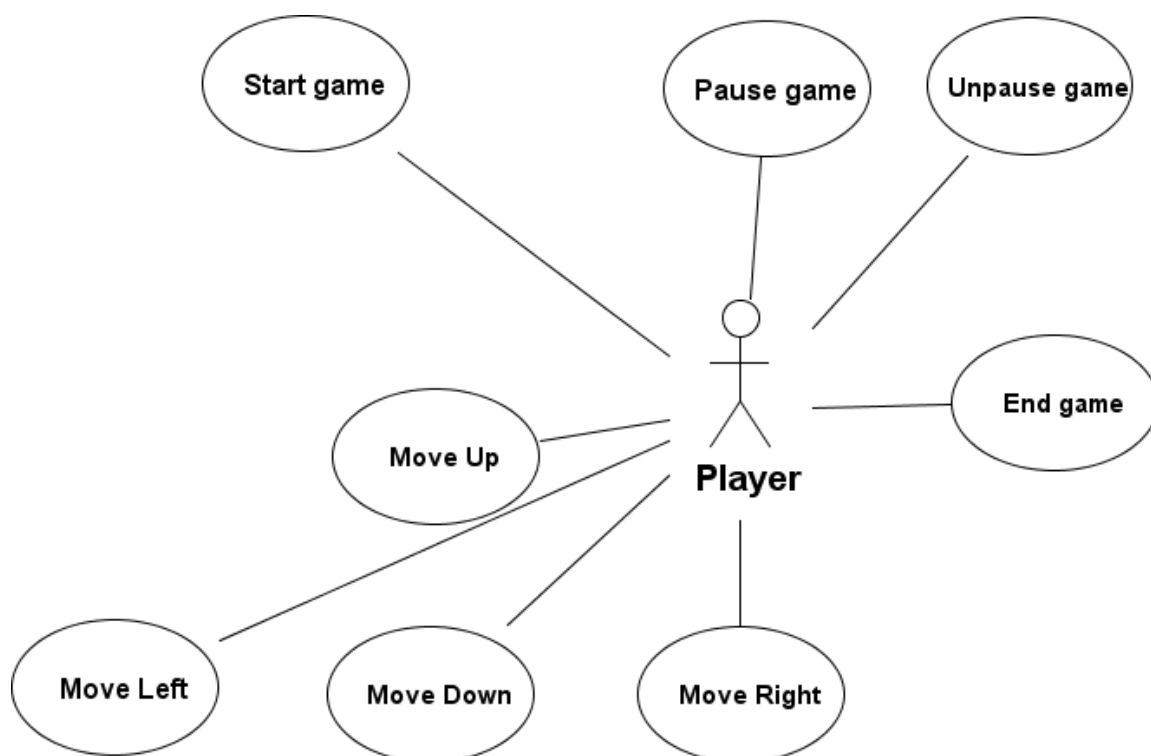 Start game
Pause game
Unpause game
End game
Move Up
Player
Move Left
Move Down
Move Right